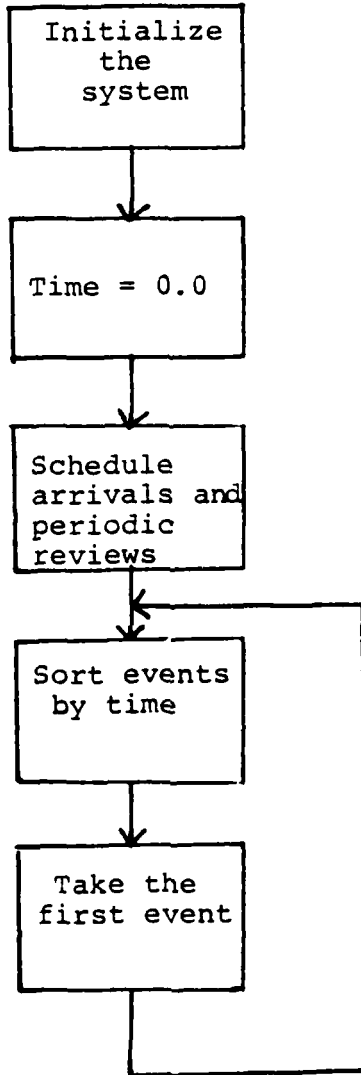 Initialize
the
system
Time = 0.0
Schedule
arrivals and
periodic
reviews
Sort events
by time
Take the
first event